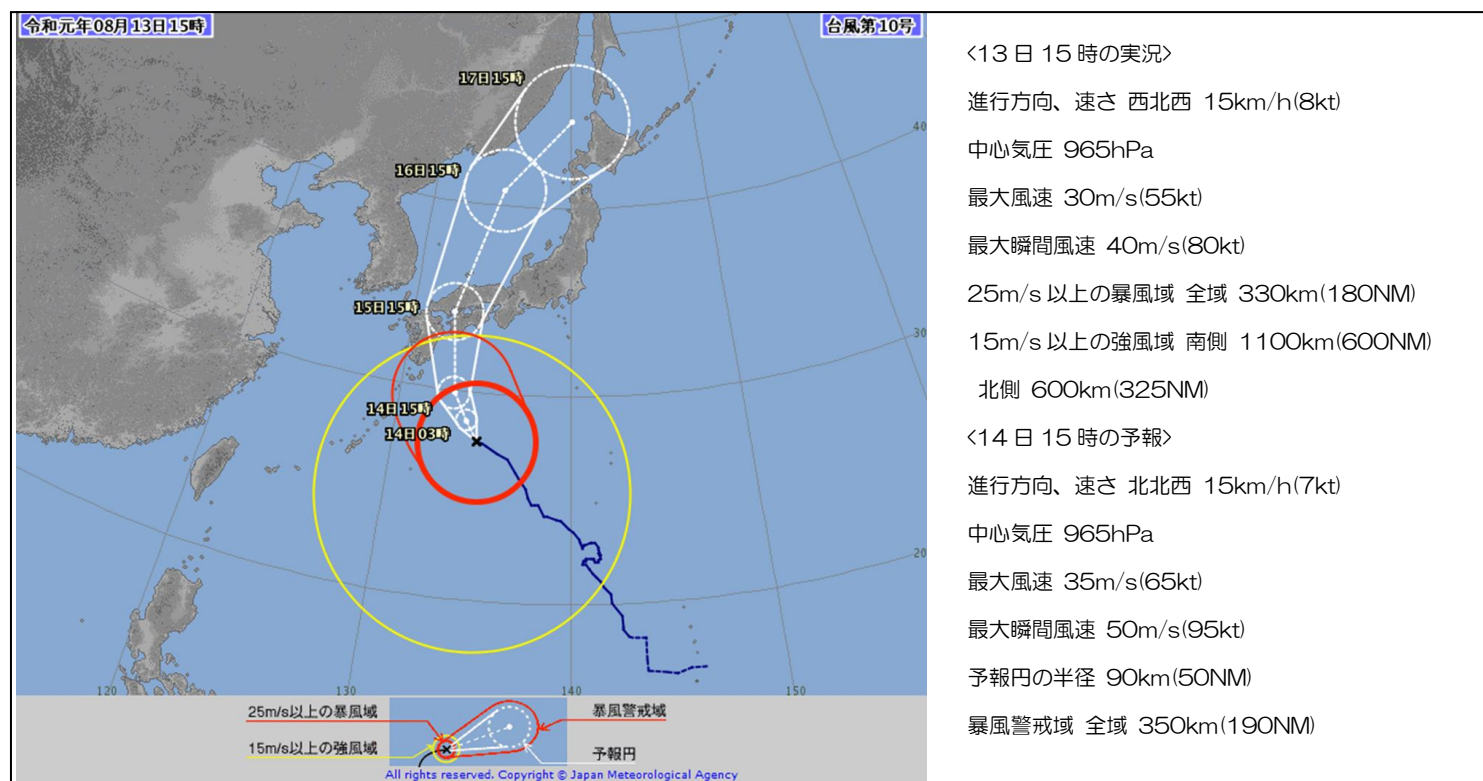 令和元年08月13日15時
台風第10号
17日15時
16日15時
15日15時
14日15時
14日03時
40
30
20
120
130
140
150
25m/s以上の暴風域
暴風警戒域
15m/s以上の強風域
予報円
All rights reserved. Copyright © Japan Meteorological Agency
<13日15時の実況>
進行方向、速さ 西北西 15km/h(8kt)
中心気圧 965hPa
最大風速 30m/s(55kt)
最大瞬間風速 40m/s(80kt)
25m/s以上の暴風域 全域 330km(180NM)
15m/s以上の強風域 南側 1100km(600NM)
北側 600km(325NM)
<14日15時の予報>
進行方向、速さ 北北西 15km/h(7kt)
中心気圧 965hPa
最大風速 35m/s(65kt)
最大瞬間風速 50m/s(95kt)
予報円の半径 90km(50NM)
暴風警戒域 全域 350km(190NM)